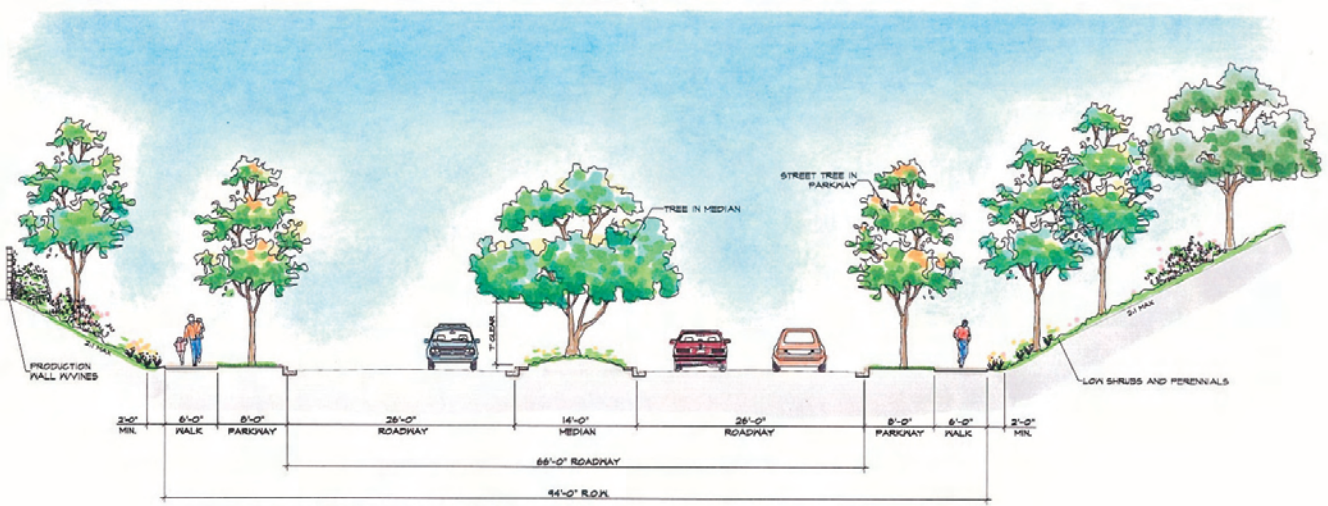 STREET TREE IN
PARKWAY
TREE IN MEDIAN
7' CLEAR
2:1 MAX
2:1 MAX
PRODUCTION
WALL W/VINES
LOW SHRUBS AND PERENNIALS
2'-0"
MIN.
6'-0"
WALK
8'-0"
PARKWAY
26'-0"
ROADWAY
14'-0"
MEDIAN
26'-0"
ROADWAY
8'-0"
PARKWAY
6'-0"
WALK
2'-0"
MIN.
66'-0" ROADWAY
94'-0" R.O.W.